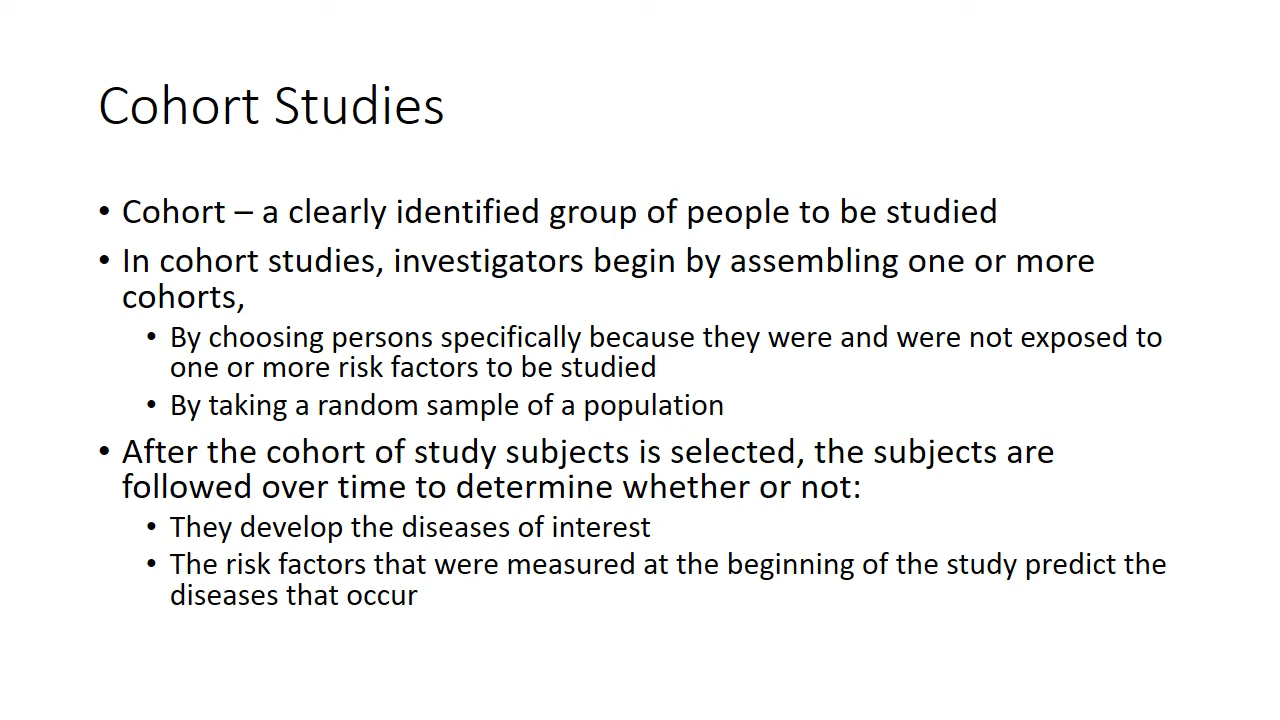 Cohort Studies
• Cohort – a clearly identified group of people to be studied
• In cohort studies, investigators begin by assembling one or more
cohorts,
• By choosing persons specifically because they were and were not exposed to
one or more risk factors to be studied
• By taking a random sample of a population
• After the cohort of study subjects is selected, the subjects are
followed over time to determine whether or not:
• They develop the diseases of interest
• The risk factors that were measured at the beginning of the study predict the
diseases that occur